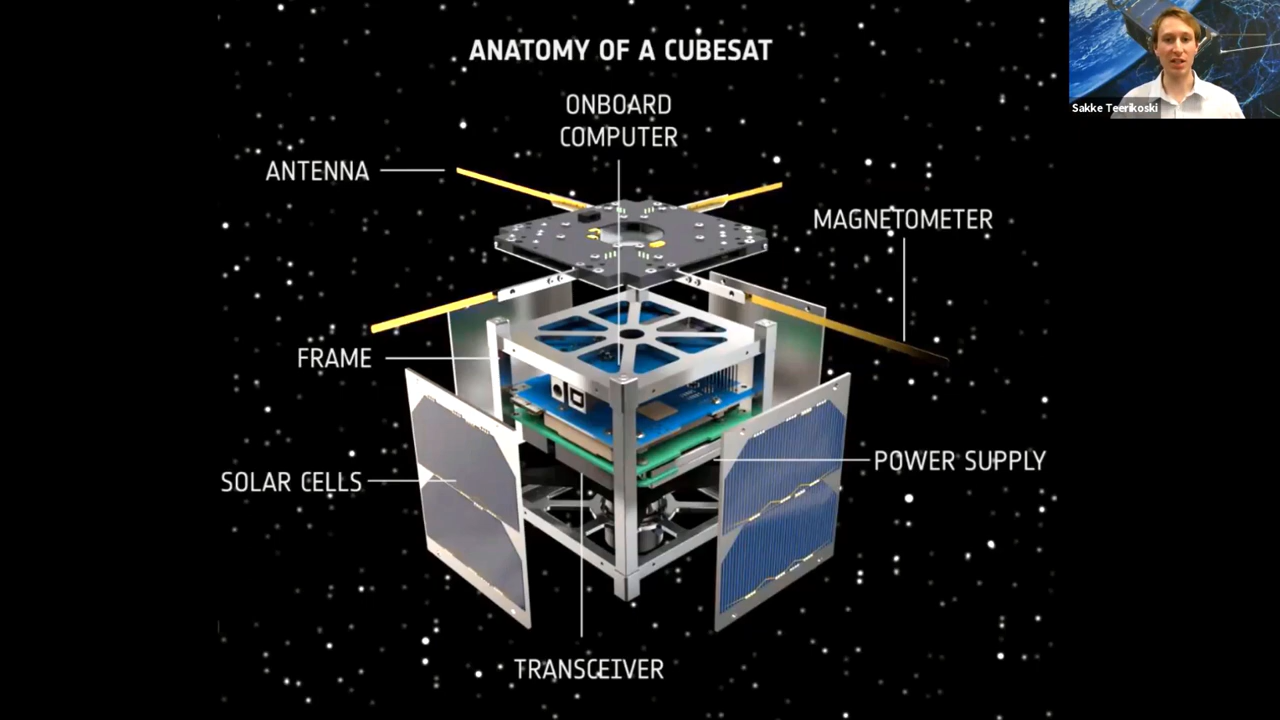 ANATOMY OF A CUBESAT
ONBOARD
COMPUTER
Sakke Teerikoski
ANTENNA
MAGNETOMETER
FRAME
POWER SUPPLY
SOLAR CELLS
TRANSCEIVER